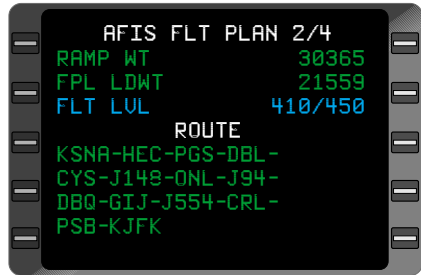 AFIS FLT PLAN 2/4
RAMP WT 30365
FPL LDWT 21559
FLT LVL 410/450
ROUTE
KSNA-HEC-PGS-DBL-
CYS-J148-ONL-J94-
DBQ-GIJ-J554-CRL-
PSB-KJFK